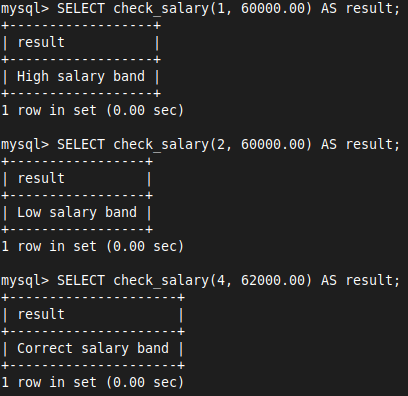 mysql> SELECT check_salary(1, 60000.00) AS result;
+------------------+
| result           |
+------------------+
| High salary band |
+------------------+
1 row in set (0.00 sec)

mysql> SELECT check_salary(2, 60000.00) AS result;
+-----------------+
| result          |
+-----------------+
| Low salary band |
+-----------------+
1 row in set (0.00 sec)

mysql> SELECT check_salary(4, 62000.00) AS result;
+---------------------+
| result              |
+---------------------+
| Correct salary band |
+---------------------+
1 row in set (0.00 sec)